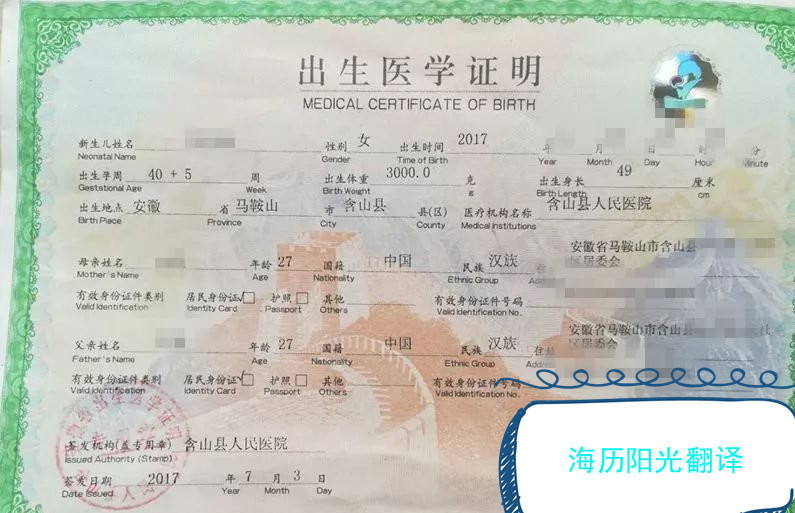 出生医学证明
MEDICAL CERTIFICATE OF BIRTH
新生儿姓名 性别 女 出生时间 2017 年 月 日 时 分
Neonatal Name Gender Time of Birth Year Month Day Hour Minute
出生孕周 40 + 5 周 出生体重 3000.0 克 出生身长 49 厘米
Gestational Age Week Birth Weight g Birth Length cm
出生地点 安徽 省 马鞍山 市 含山县 县(区) 医疗机构名称 含山县人民医院
Birth Place Province City County Medical Institutions
安徽省马鞍山市含山县
母亲姓名 年龄 27 国籍 中国 民族 汉族 居委会
Mother's Name Age Nationality Ethnic Group
有效身份证件类别 居民身份证 护照 其他 有效身份证件号码
Valid Identification Identity Card Passport Others Valid Identification No.
安徽省马鞍山市含山县
父亲姓名 年龄 27 国籍 中国 民族 汉族 住址 居委会
Father's Name Age Nationality Ethnic Group Add
有效身份证件类别 居民身份证 护照 其他 有效身份证件号码
Valid Identification Identity Card Passport Others Valid Identification No.
签发机构(盖专用章) 含山县人民医院
Issued Authority (Stamp)
签发日期 2017 年 7 月 3 日
Date Issued Year Month Day
海历阳光翻译